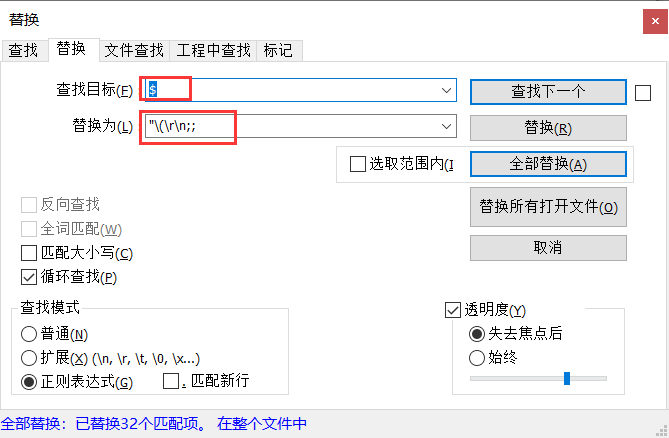 替换
查找 替换 文件查找 工程中查找 标记
查找目标(F) : $ 查找下一个
替换为(L) : "\(\r\n;; 替换(R)
选取范围内(I 全部替换(A)
反向查找 替换所有打开文件(O)
全词匹配(W)
匹配大小写(C) 取消
循环查找(P)
查找模式 透明度(Y)
普通(N) 失去焦点后
扩展(X) (\n, \r, \t, \0, \x...) 始终
正则表达式(G) . 匹配新行
全部替换：已替换32个匹配项。 在整个文件中